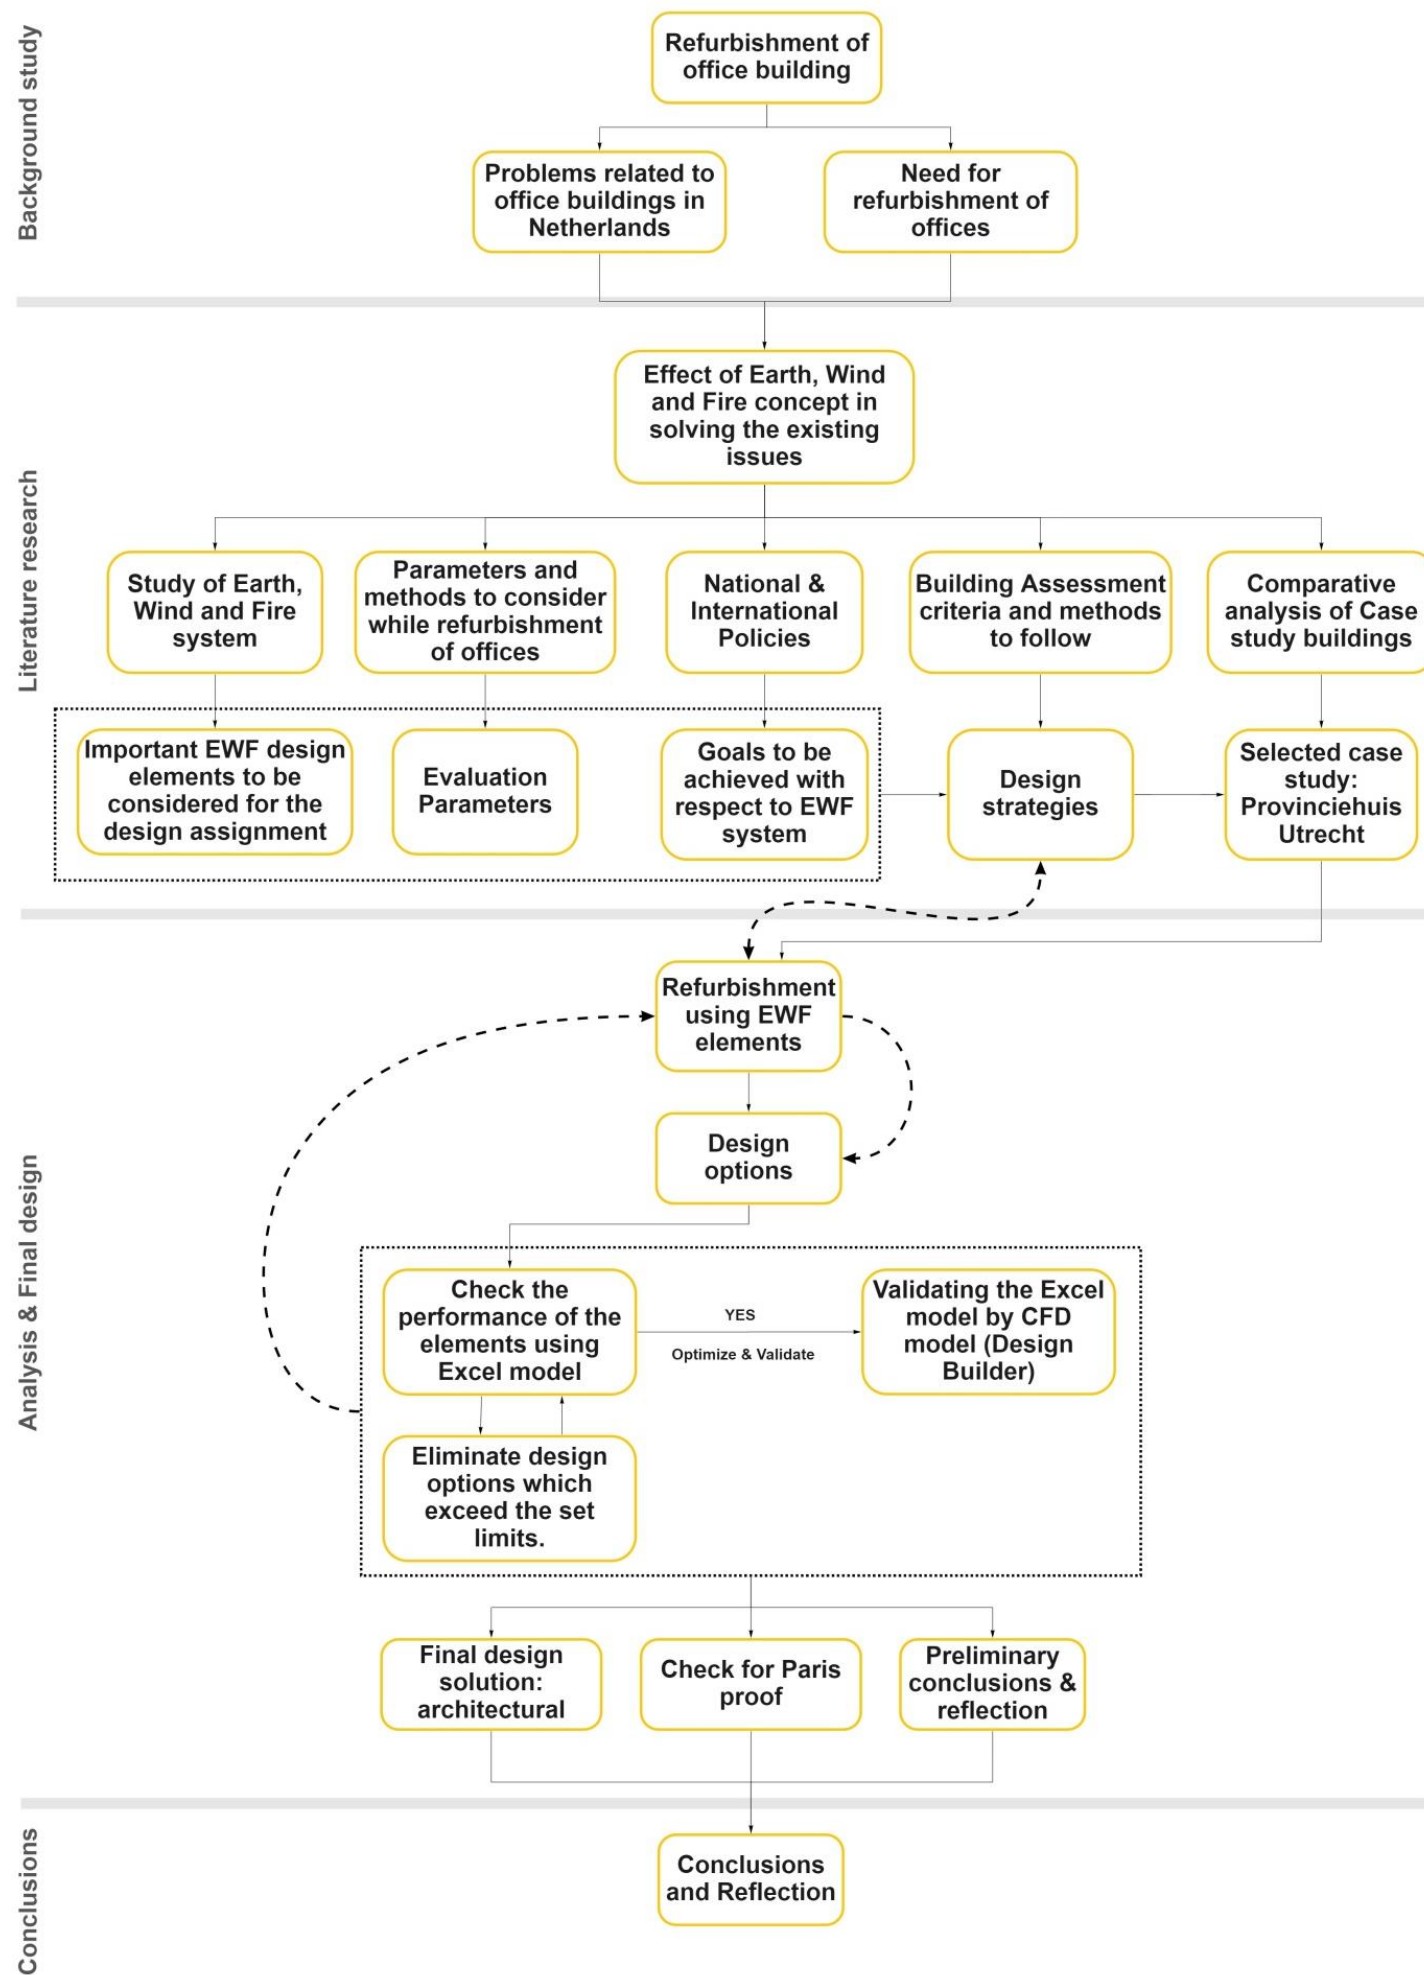 Background study
Refurbishment of
office building
Problems related to
office buildings in
Netherlands
Need for
refurbishment of
offices
Literature research
Effect of Earth, Wind
and Fire concept in
solving the existing
issues
Study of Earth,
Wind and Fire
system
Parameters and
methods to consider
while refurbishment
of offices
National &
International
Policies
Building Assessment
criteria and methods
to follow
Comparative
analysis of Case
study buildings
Important EWF design
elements to be
considered for the
design assignment
Evaluation
Parameters
Goals to be
achieved with
respect to EWF
system
Design
strategies
Selected case
study:
Provinciehuis
Utrecht
Analysis & Final design
Refurbishment
using EWF
elements
Design
options
Check the
performance of the
elements using
Excel model
YES
Optimize & Validate
Validating the Excel
model by CFD
model (Design
Builder)
Eliminate design
options which
exceed the set
limits.
Final design
solution:
architectural
Check for Paris
proof
Preliminary
conclusions &
reflection
Conclusions
Conclusions
and Reflection